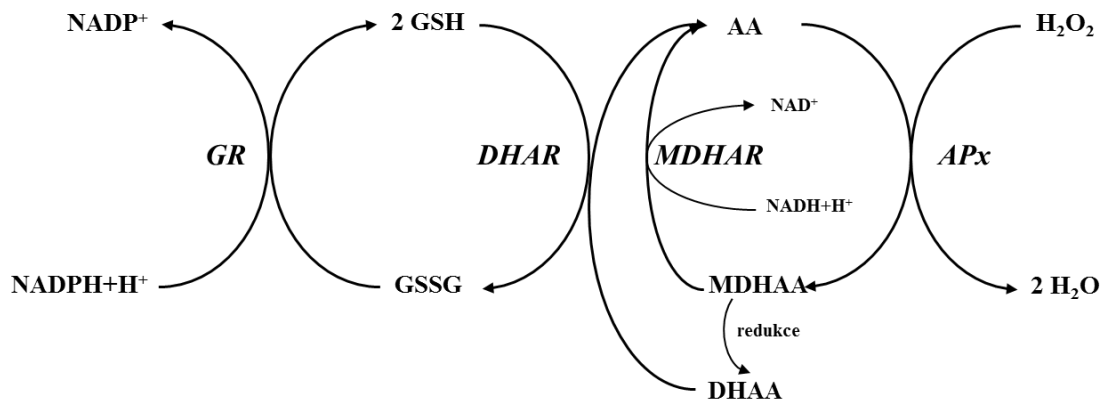 NADP⁺
2 GSH
AA
H₂O₂
NAD⁺
GR
DHAR
MDHAR
APx
NADH+H⁺
NADPH+H⁺
GSSG
MDHAA
2 H₂O
redukce
DHAA